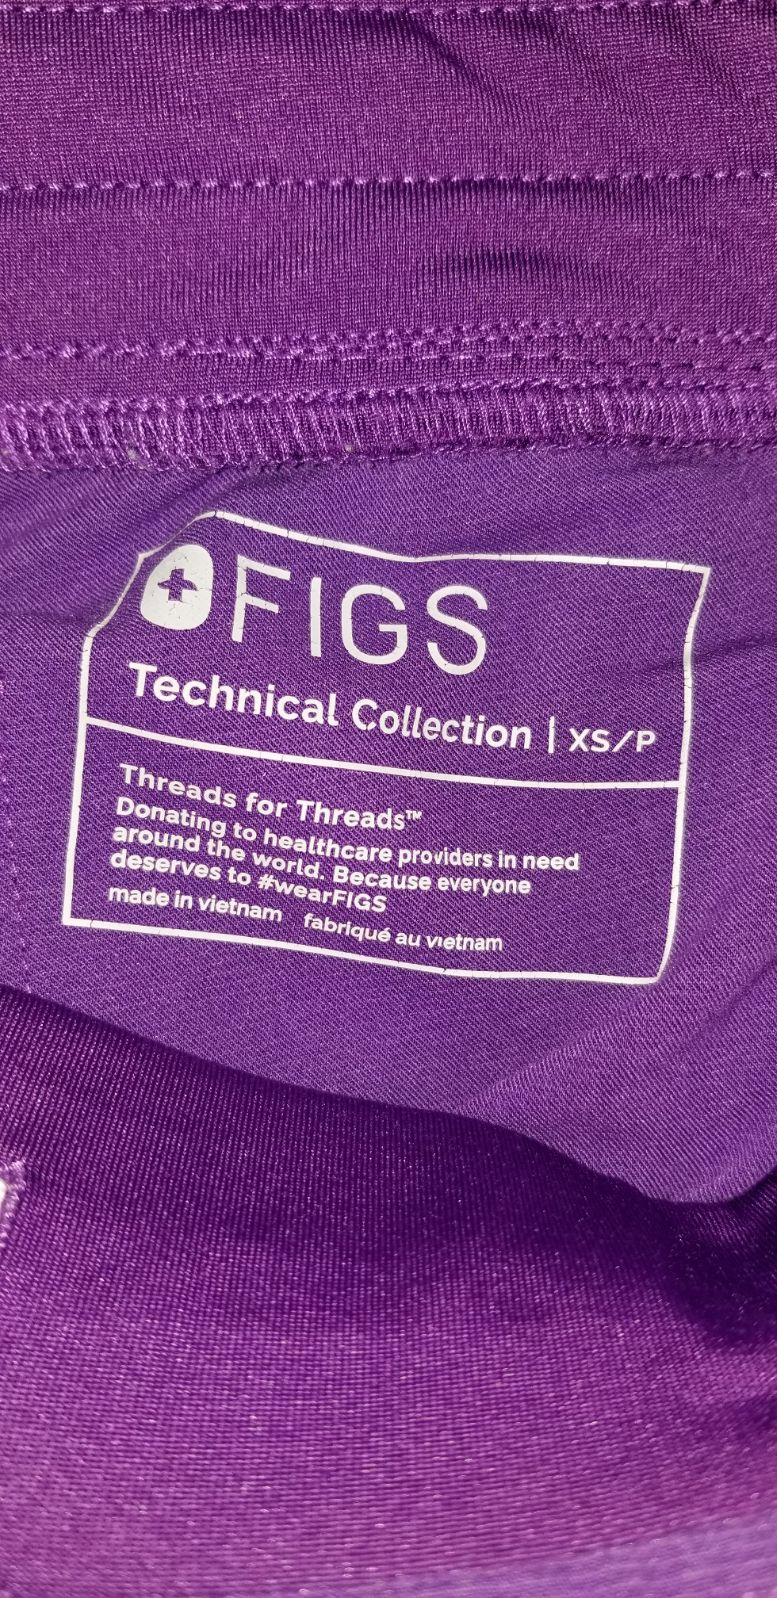 FIGS
Technical Collection | XS/P
Threads for Threads™
Donating to healthcare providers in need
around the world. Because everyone
deserves to #wearFIGS
made in vietnam fabriqué au vietnam